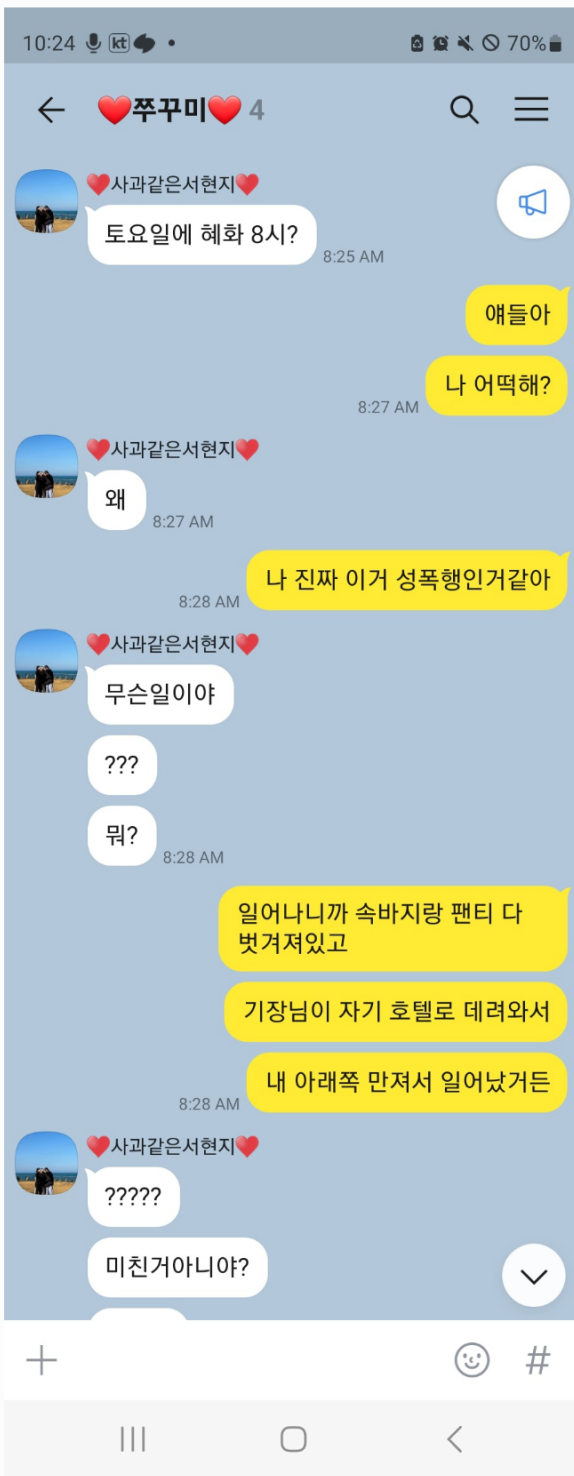 10:24 kt 70%
❤️쭈꾸미❤️ 4
❤️사과같은서현지❤️
토요일에 혜화 8시?
8:25 AM
얘들아
나 어떡해?
8:27 AM
❤️사과같은서현지❤️
왜
8:27 AM
나 진짜 이거 성폭행인거같아
8:28 AM
❤️사과같은서현지❤️
무슨일이야
???
뭐?
8:28 AM
일어나니까 속바지랑 팬티 다
벗겨져있고
기장님이 자기 호텔로 데려와서
내 아래쪽 만져서 일어났거든
8:28 AM
❤️사과같은서현지❤️
?????
미친거아니야?
#